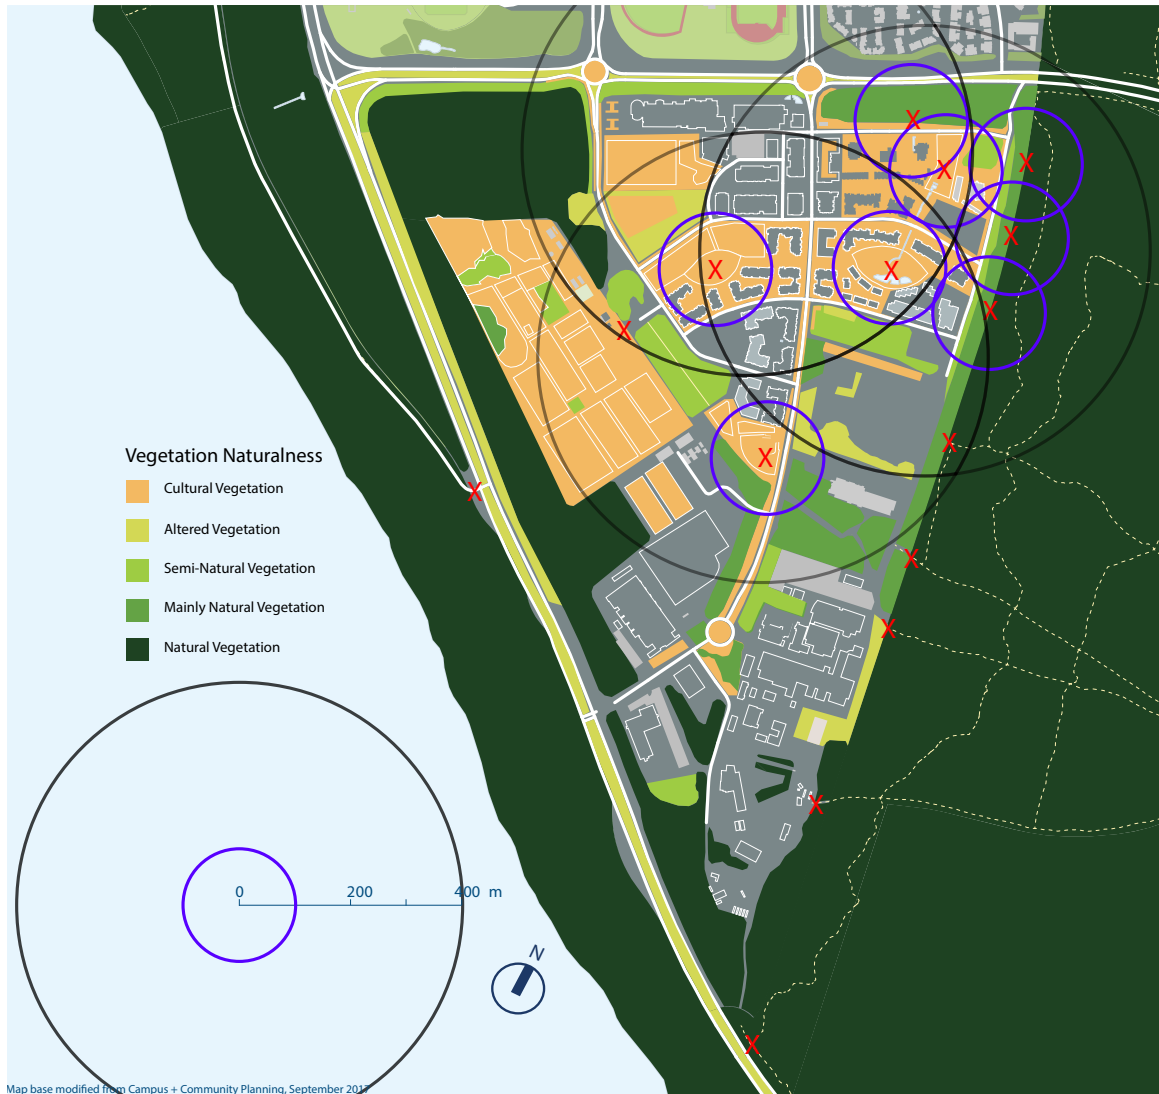 Vegetation Naturalness
Cultural Vegetation
Altered Vegetation
Semi-Natural Vegetation
Mainly Natural Vegetation
Natural Vegetation
0 200 400 m
N
Map base modified from Campus + Community Planning, September 2017